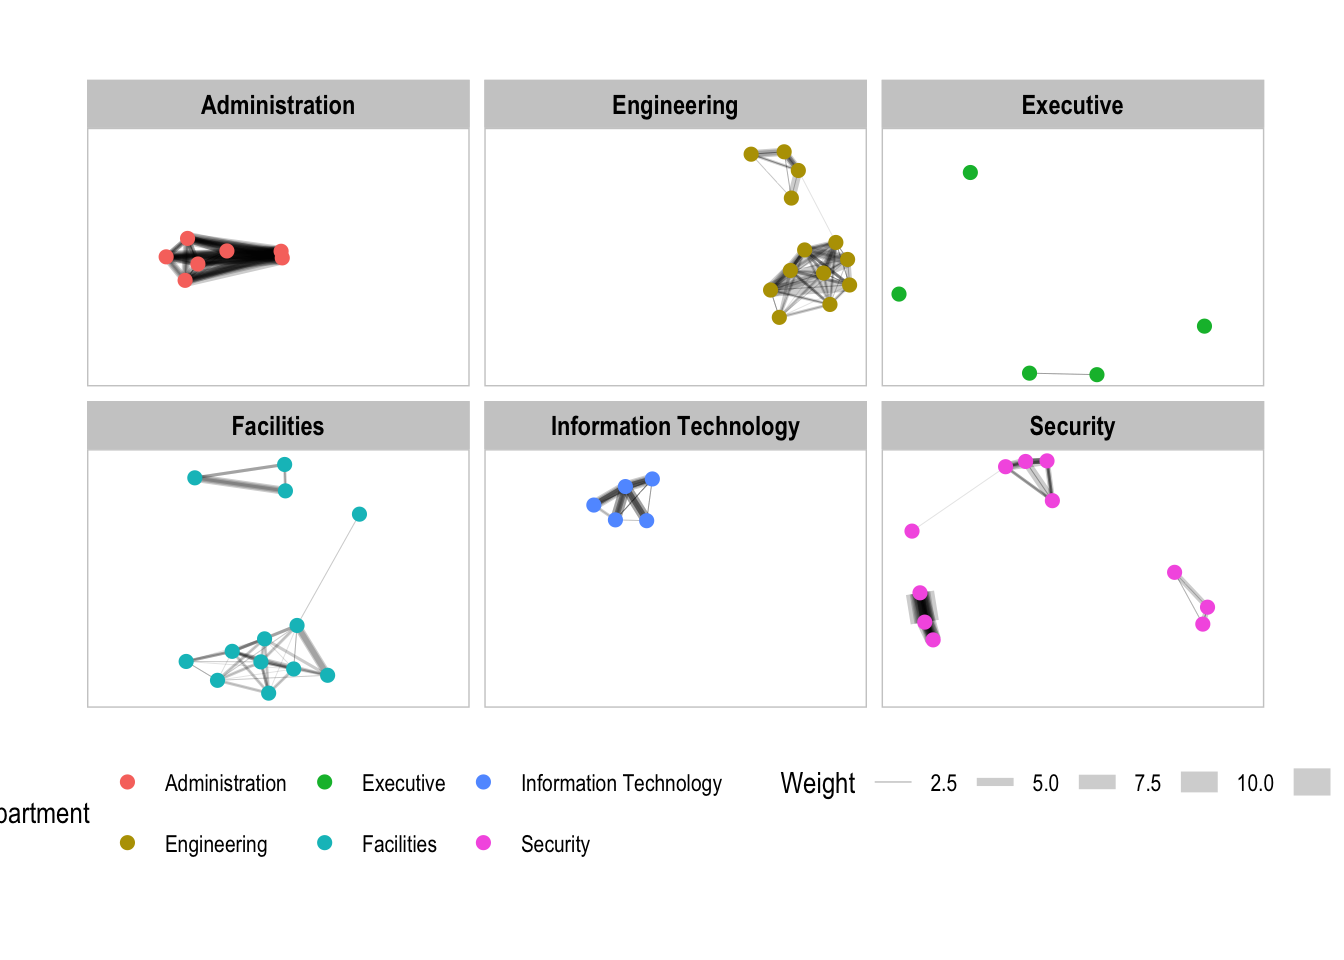 Administration
Engineering
Executive
Facilities
Information Technology
Security
Administration Executive Information Technology Weight 2.5 5.0 7.5 10.0
partment
Engineering Facilities Security